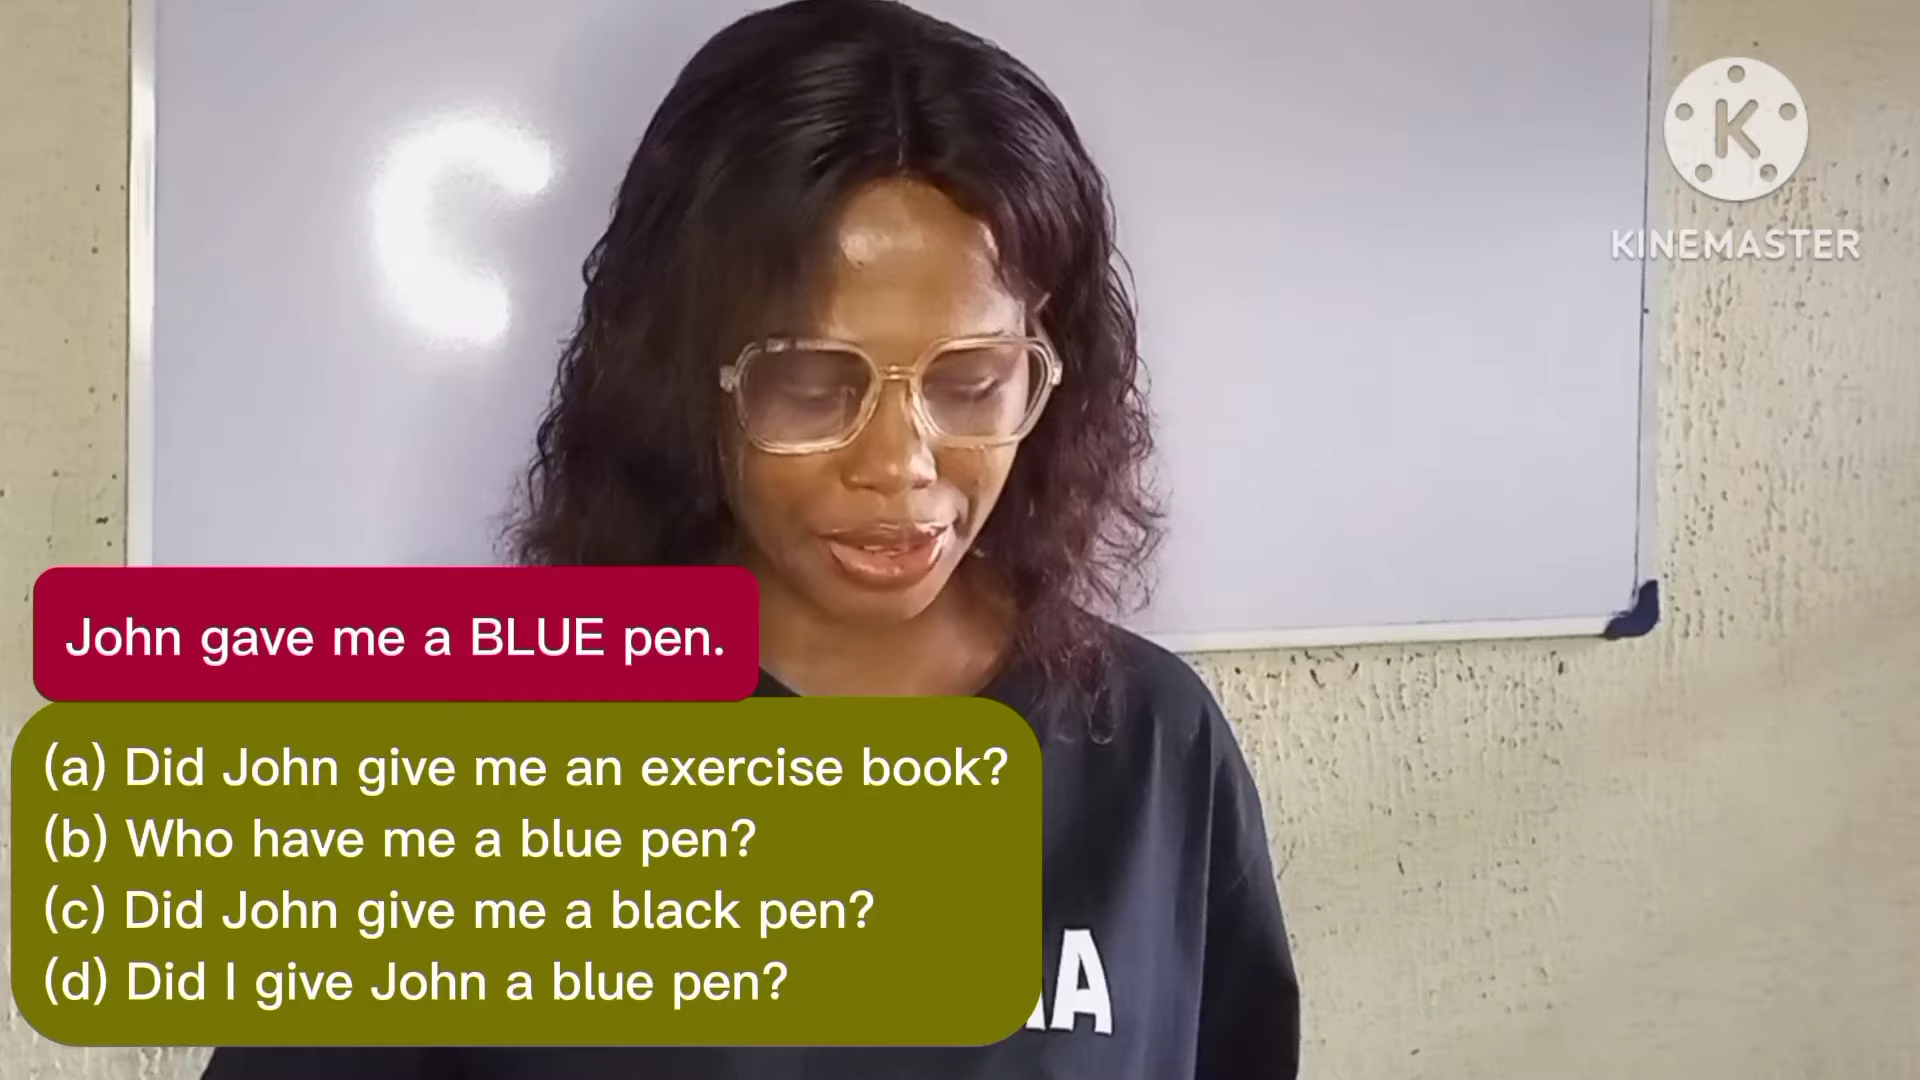 K
KINEMASTER
John gave me a BLUE pen.
(a) Did John give me an exercise book?
(b) Who have me a blue pen?
(c) Did John give me a black pen?
(d) Did I give John a blue pen?